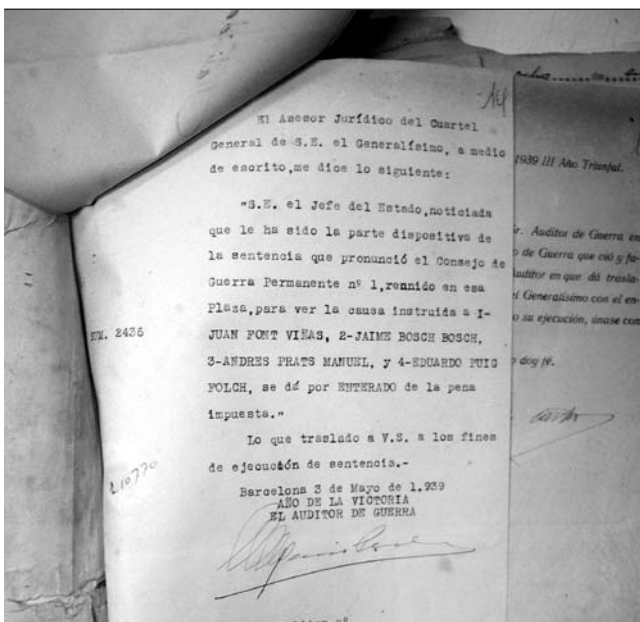 14
El Asesor Jurídico del Cuartel
General de S.E. el Generalísimo, a medio
de escrito,me dice lo siguiente:
"S.E. el Jefe del Estado,noticiada
que le ha sido la parte dispositiva de
la sentencia que pronunció el Consejo de
Guerra Permanente nº 1,rennido en esa
Plaza,para ver la causa instruida a I-
NUM. 2436
JUAN FONT VIÑAS, 2-JAIME BOSCH BOSCH,
3-ANDRES PRATS MANUEL, y 4-EDUARDO PUIG
FOLCH, se dá por ENTERADO de la pena
impuesta."
Lo que traslado a V.S. a los fines
de ejecución de sentencia.-
Barcelona 3 de Mayo de 1.939
AÑO DE LA VICTORIA
EL AUDITOR DE GUERRA
210770
1939 III Año Triunfal.
r. Auditor de Guerra en
o de Guerra que vió y fa-
Auditor en que dá trasla-
el Generalísimo con el en-
o su ejecución, únase con
doy fé.